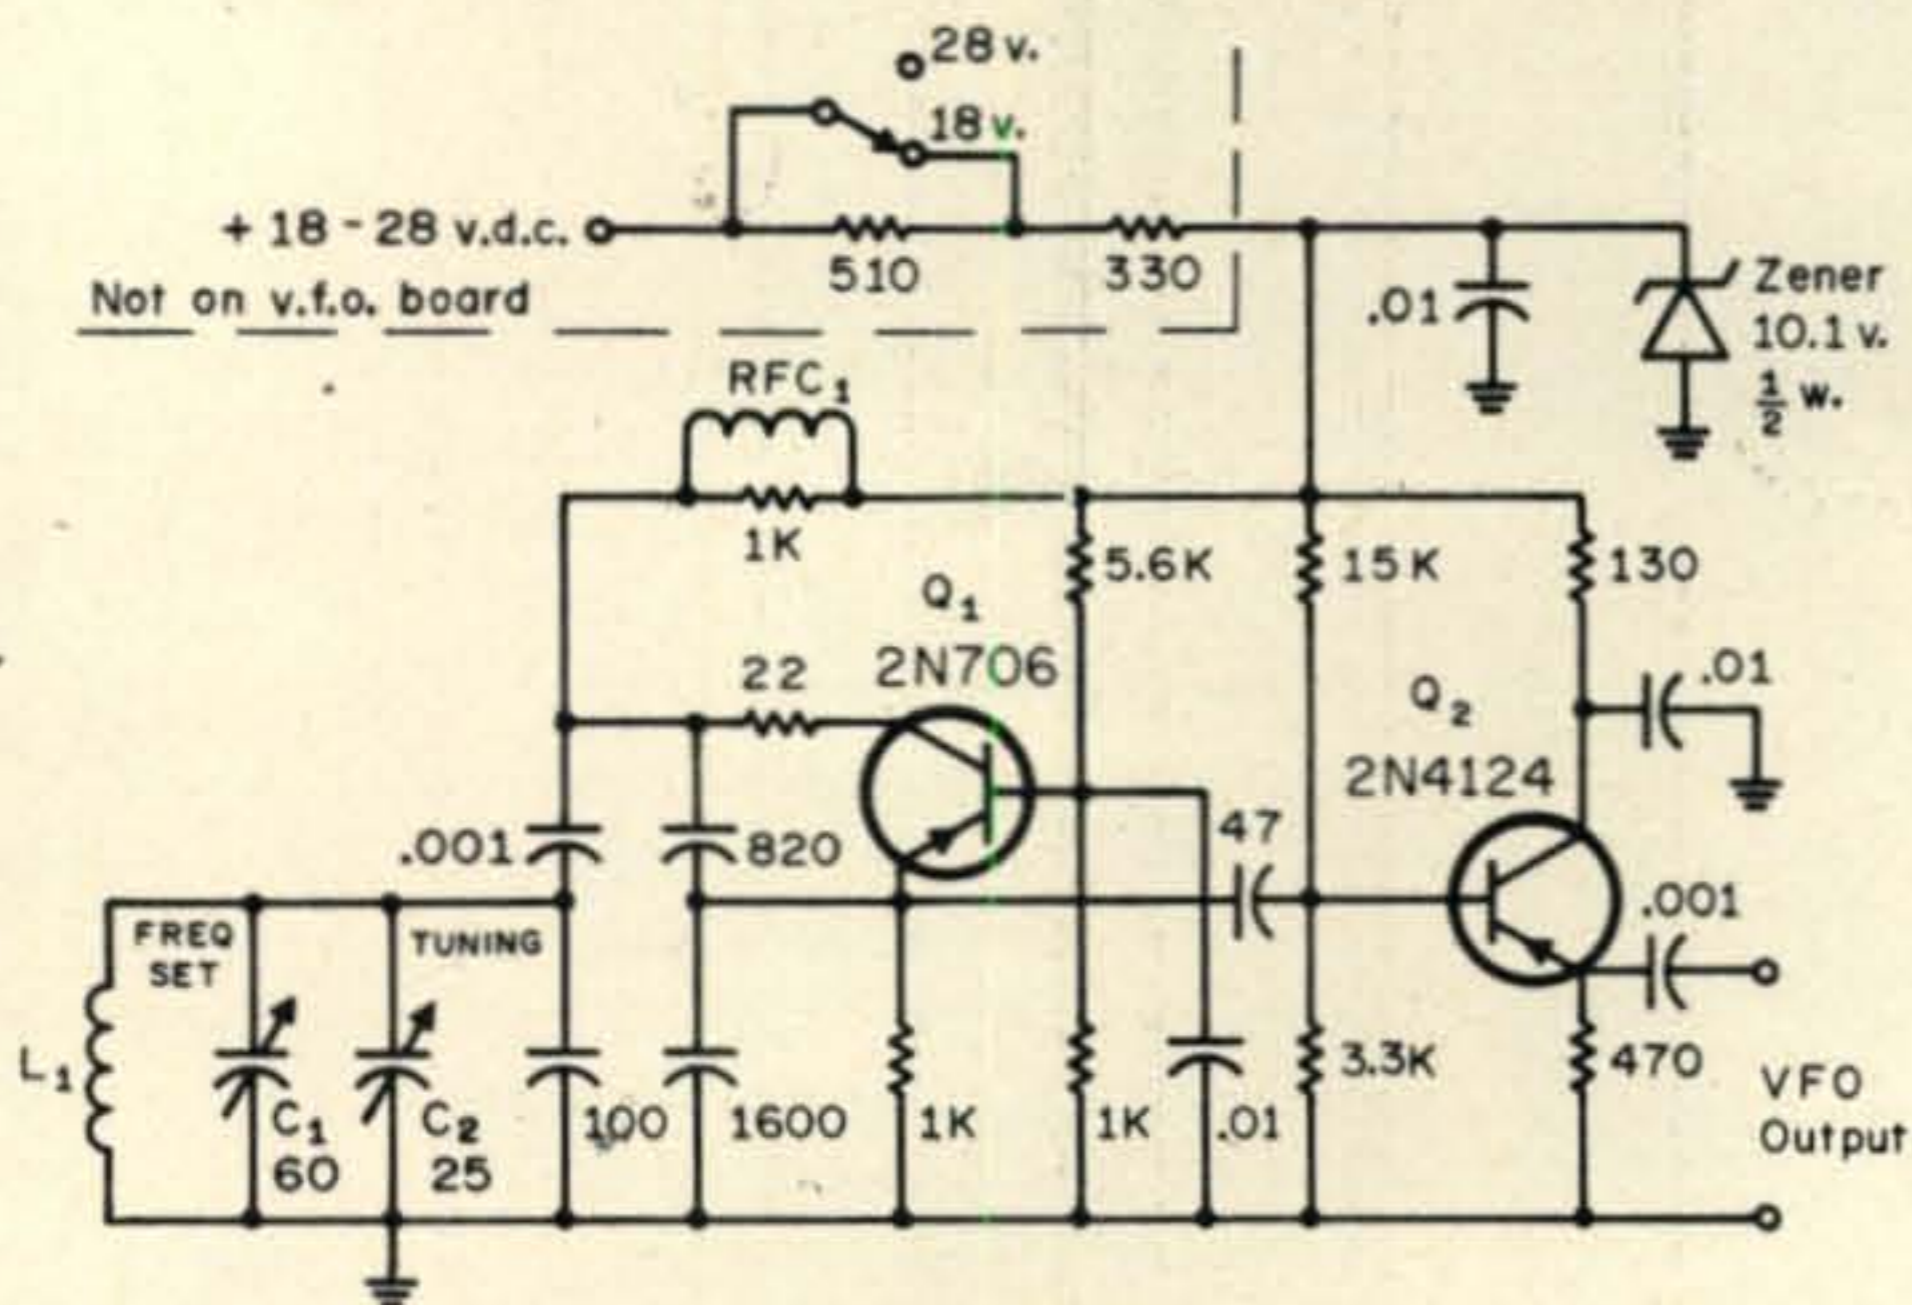 28 v.
18 v.
+ 18 - 28 v.d.c.
510
330
Not on v.f.o. board
.01
Zener
10.1 v.
1/2 w.
RFC1
1K
5.6K
15K
130
Q1
2N706
22
.01
Q2
2N4124
47
.001
820
.001
FREQ
SET
TUNING
L1
C1
60
C2
25
100
1600
1K
1K
.01
3.3K
470
VFO
Output